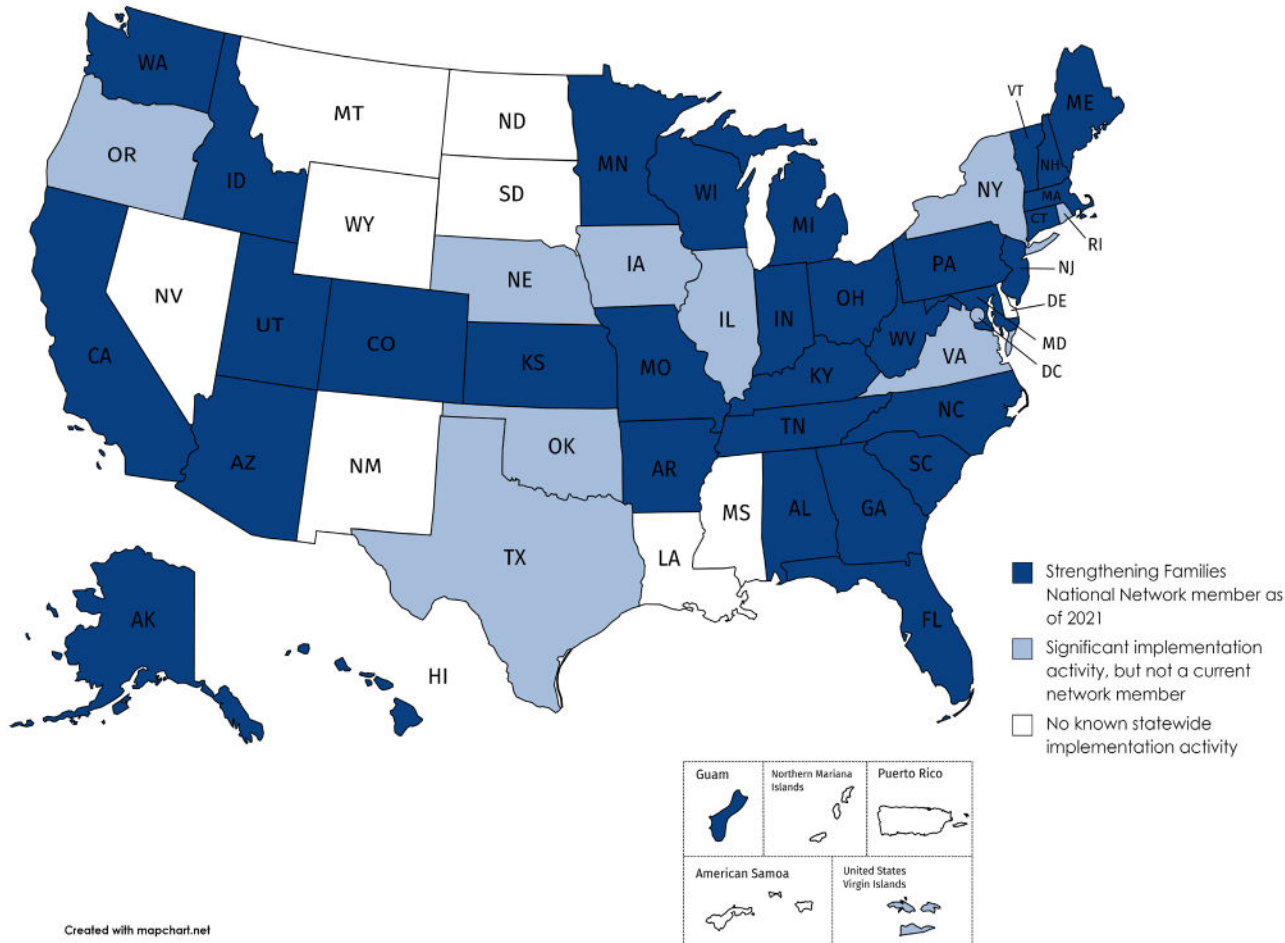 WA
OR
ID
MT
ND
SD
WY
NV
CA
UT
CO
AZ
NM
NE
KS
OK
TX
MN
IA
MO
AR
LA
WI
IL
MI
IN
OH
KY
TN
MS
AL
GA
FL
SC
NC
VA
WV
PA
NY
VT
NH
ME
MA
CT
RI
NJ
DE
MD
DC
AK
HI
Strengthening Families
National Network member as
of 2021
Significant implementation
activity, but not a current
network member
No known statewide
implementation activity
Guam
Northern Mariana
Islands
Puerto Rico
American Samoa
United States
Virgin Islands
Created with mapchart.net